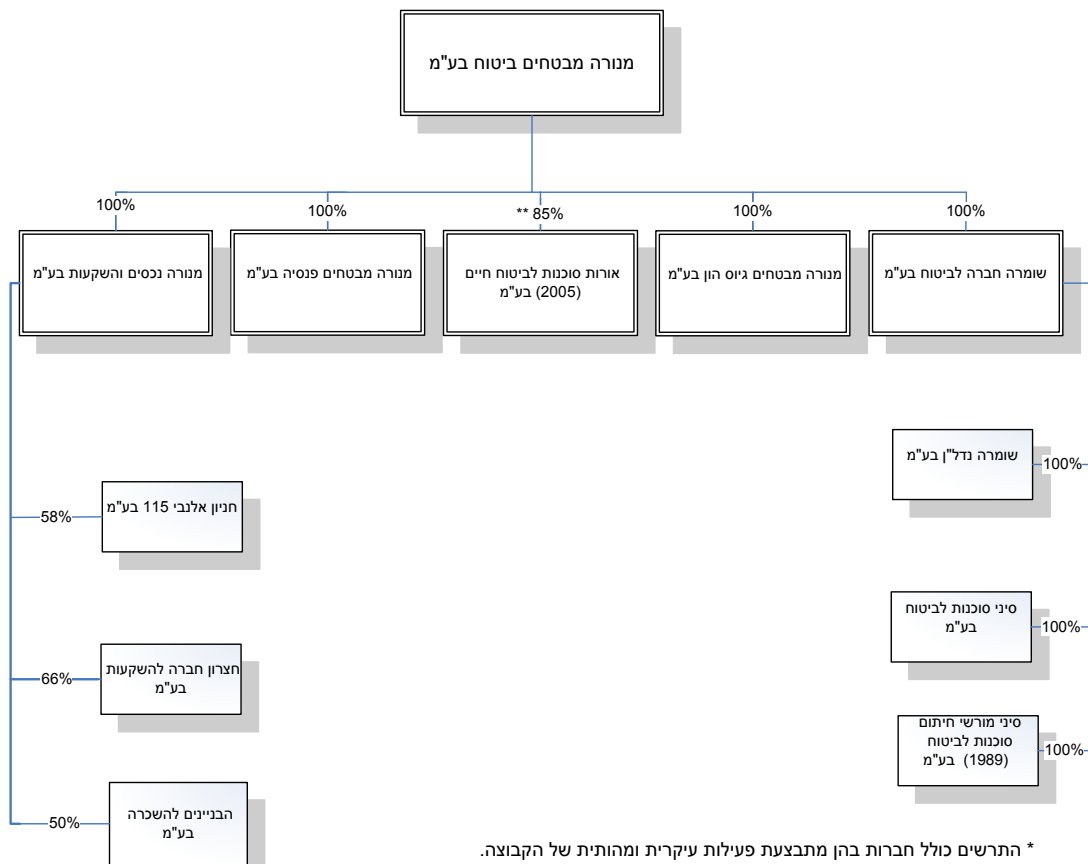 מנורה מבטחים ביטוח בע"מ
100%
100%
** 85%
100%
100%
שומרה חברה לביטוח בע"מ
מנורה מבטחים גיוס הון בע"מ
אורות סוכנות לביטוח חיים
(2005) בע"מ
מנורה מבטחים פנסיה בע"מ
מנורה נכסים והשקעות בע"מ
שומרה נדל"ן בע"מ
100%
חניון אלנבי 115 בע"מ
58%
סיני סוכנות לביטוח
בע"מ
100%
חצרון חברה להשקעות
בע"מ
66%
סיני מורשי חיתום
סוכנות לביטוח
(1989) בע"מ
100%
הבניינים להשכרה
בע"מ
50%
* התרשים כולל חברות בהן מתבצעת פעילות עיקרית ומהותית של הקבוצה.